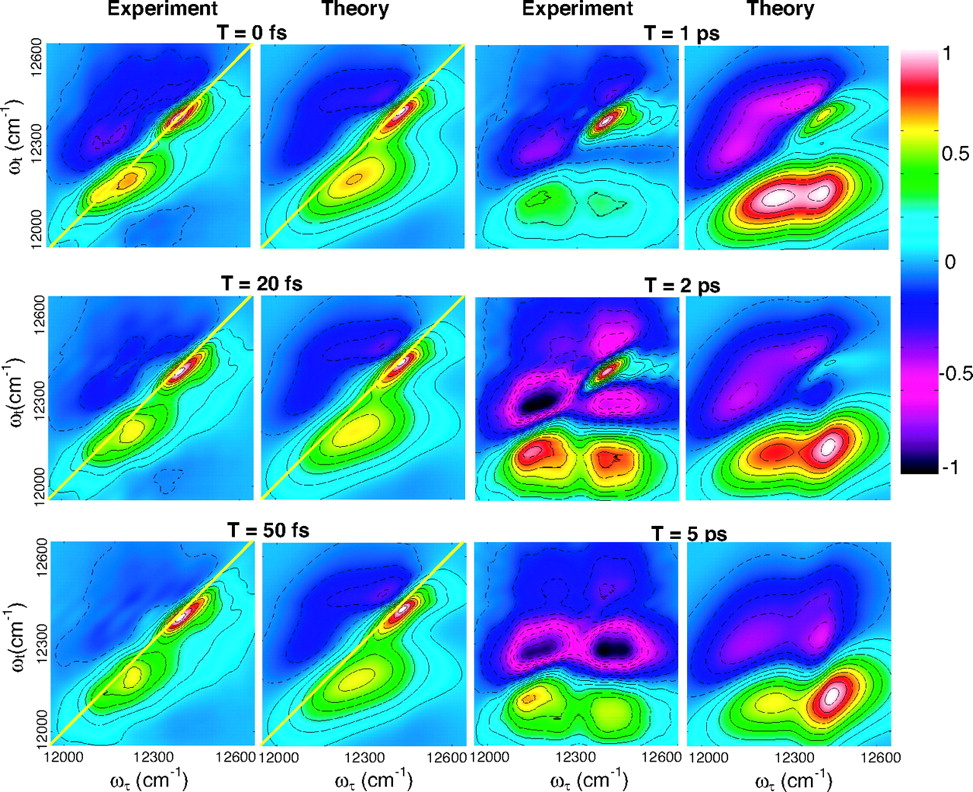 Experiment Theory Experiment Theory
T = 0 fs T = 1 ps
12600
12300
12000
ωt (cm-1)
1
0.5
0
-0.5
-1
T = 20 fs T = 2 ps
12600
12300
12000
ωt(cm-1)
T = 50 fs T = 5 ps
12600
12300
12000
ωt(cm-1)
12000 12300 12600 12000 12300 12600 12000 12300 12600 12000 12300 12600
ωτ (cm-1) ωτ (cm-1) ωτ (cm-1) ωτ (cm-1)